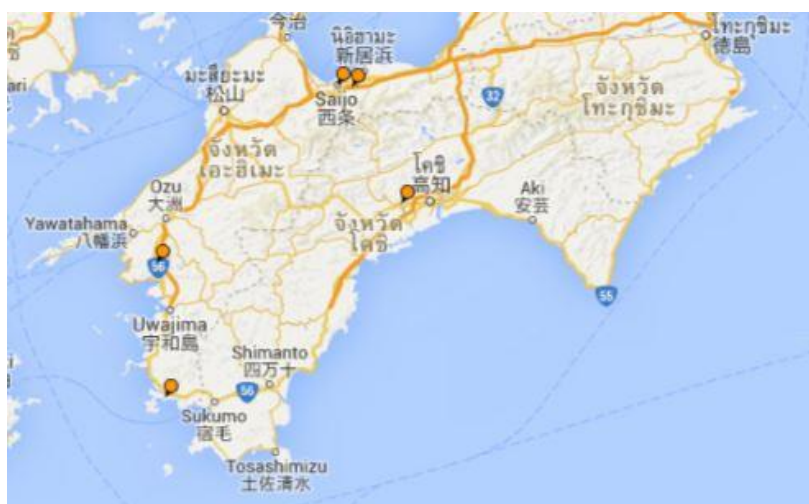 今治
นิอิฮามะ
新居浜
โทะกุชิมะ
徳島
มะสึยะมะ
松山
Saijo
西条
32
จังหวัด
โทะกุชิมะ
จังหวัด
เอะฮิเมะ
โคชิ
高知
Ozu
大洲
Aki
安芸
Yawatahama
八幡浜
จังหวัด
โคชิ
56
55
Uwajima
宇和島
Shimanto
四万十
56
Sukumo
宿毛
Tosashimizu
土佐清水